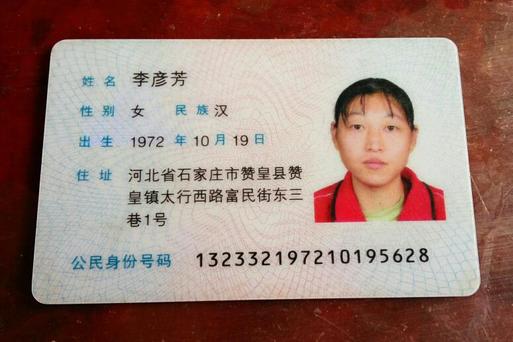 姓名 李彦芳
性别 女 民族 汉
出生 1972 年 10 月 19 日
住址 河北省石家庄市赞皇县赞
皇镇太行西路富民街东三
巷1号
公民身份号码 132332197210195628